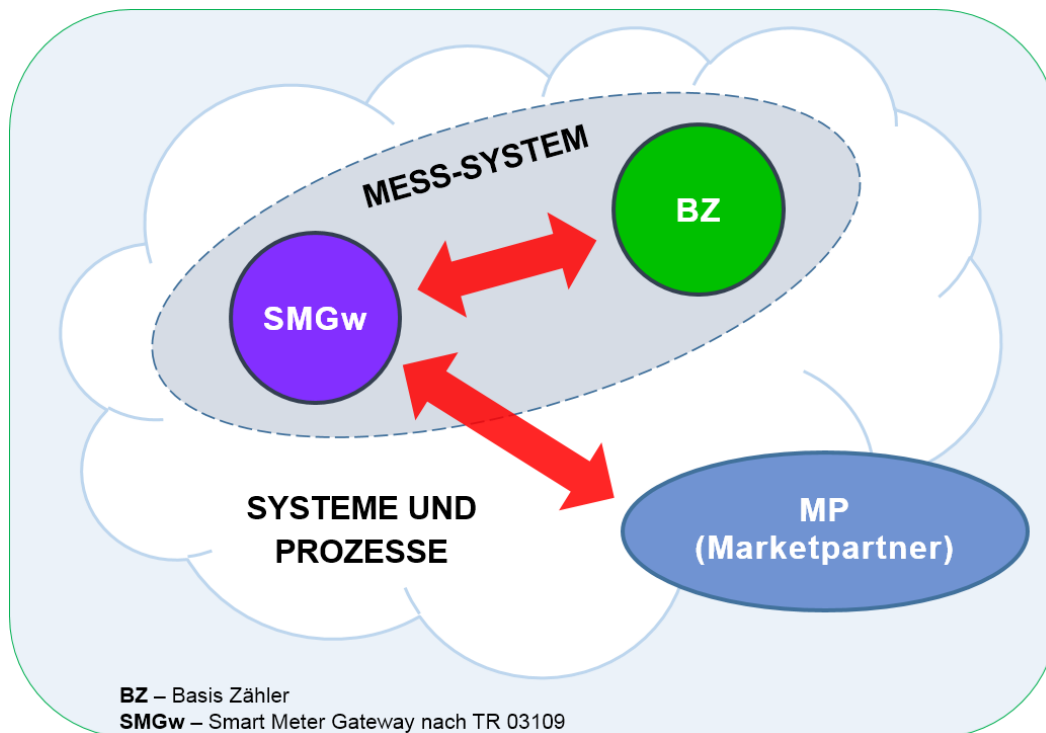 MESS-SYSTEM
BZ
SMGw
SYSTEME UND
PROZESSE
MP
(Marketpartner)
BZ – Basis Zähler
SMGw – Smart Meter Gateway nach TR 03109